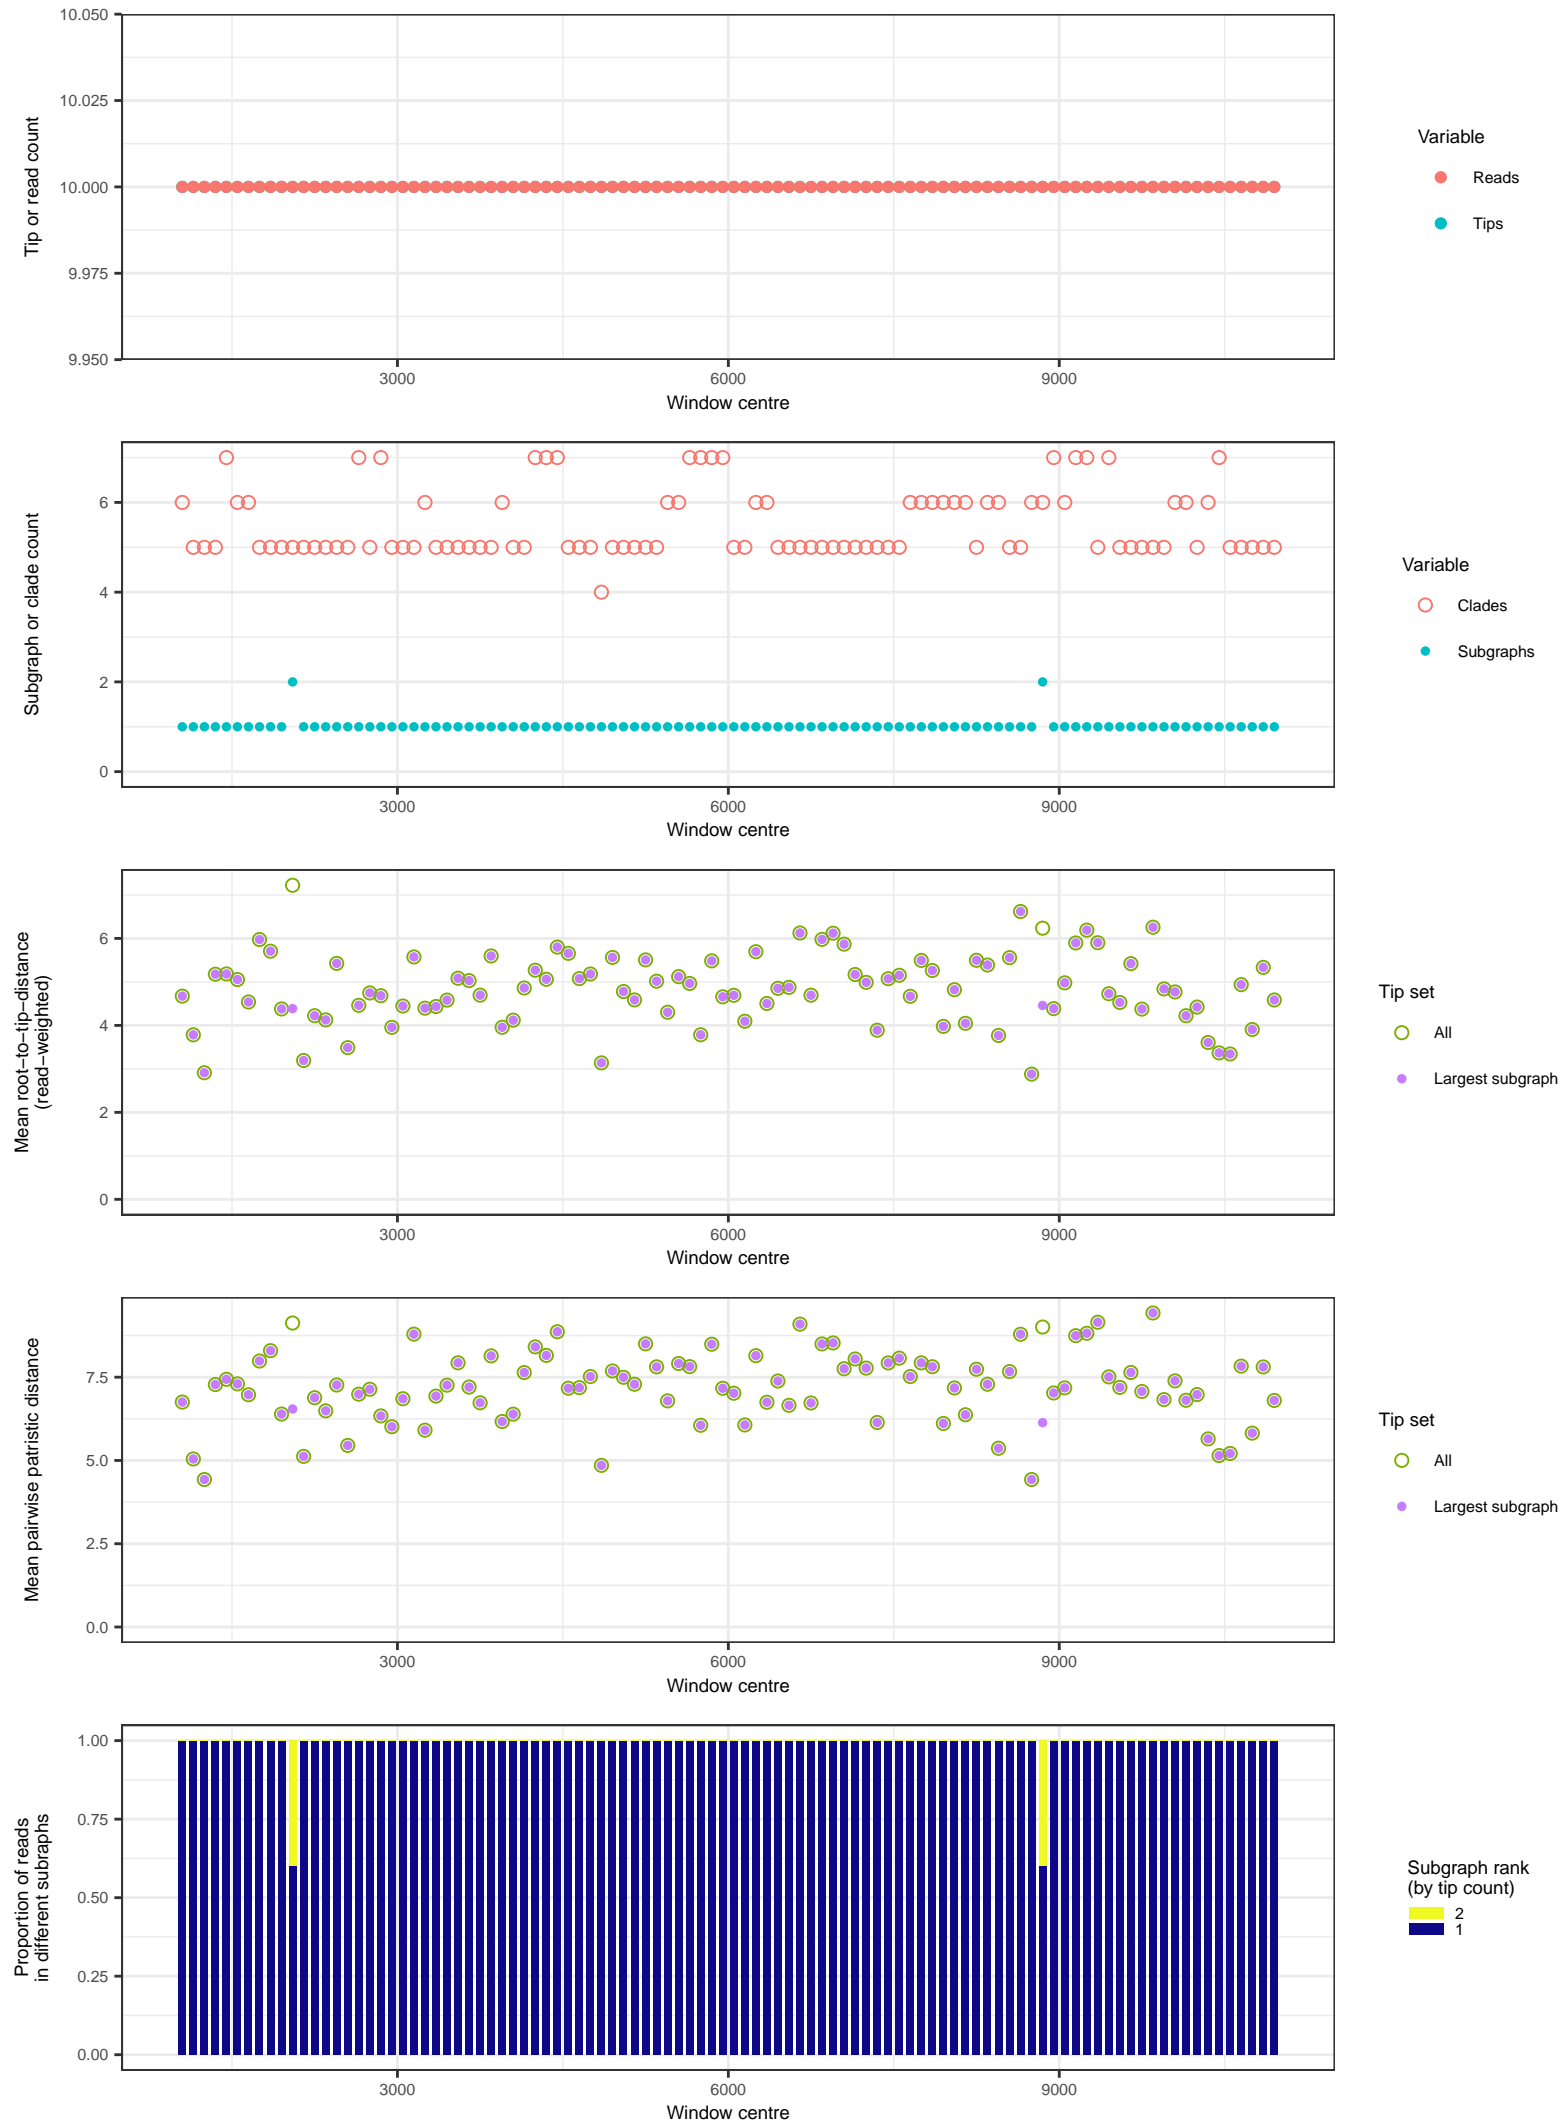 10.050
10.025
10.000
9.975
9.950
Tip or read count
3000
6000
9000
Window centre
Variable
Reads
Tips
6
4
2
0
Subgraph or clade count
3000
6000
9000
Window centre
Variable
Clades
Subgraphs
6
4
2
0
Mean root−to−tip−distance
(read−weighted)
3000
6000
9000
Window centre
Tip set
All
Largest subgraph
7.5
5.0
2.5
0.0
Mean pairwise patristic distance
3000
6000
9000
Window centre
Tip set
All
Largest subgraph
1.00
0.75
0.50
0.25
0.00
Proportion of reads
in different subraphs
3000
6000
9000
Window centre
Subgraph rank
(by tip count)
2
1